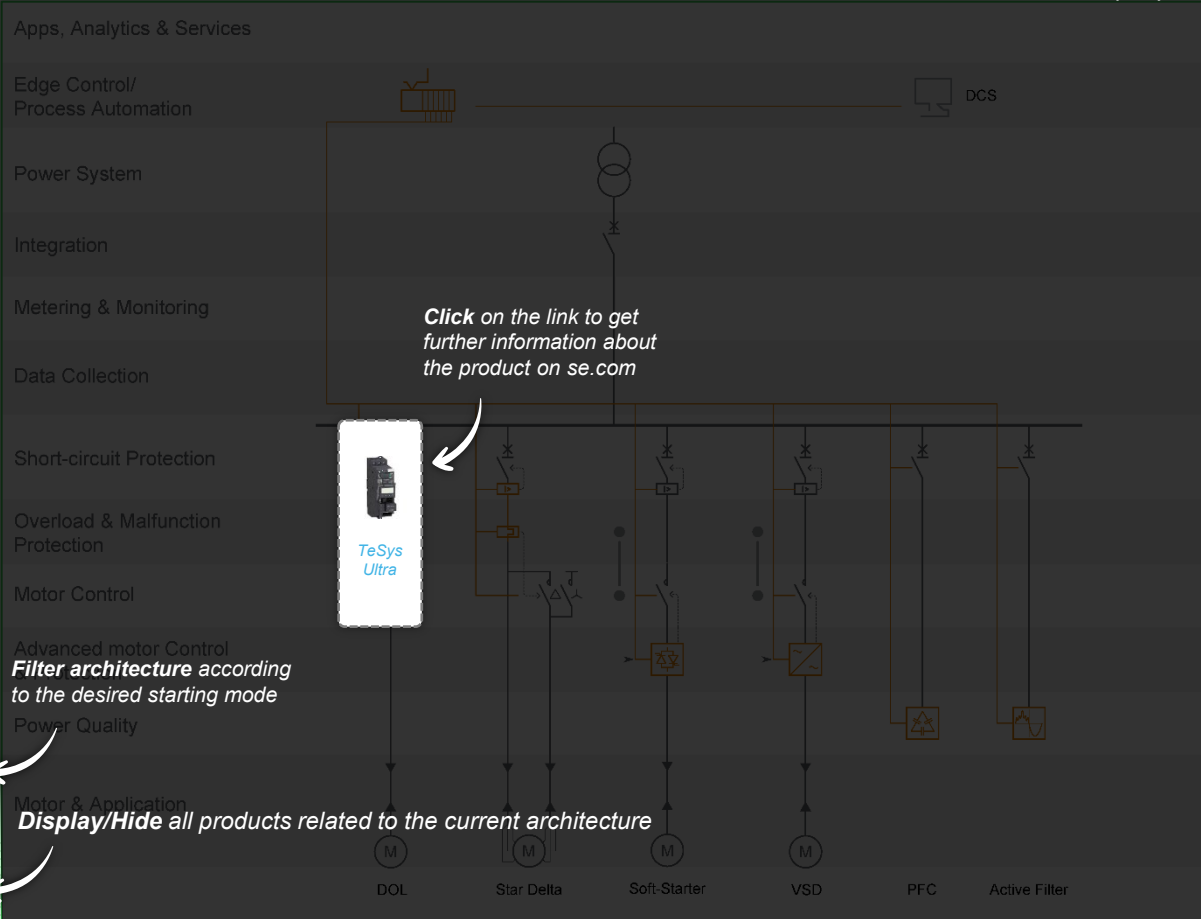 Apps, Analytics & Services
Edge Control/
Process Automation
DCS
Power System
Integration
Metering & Monitoring
Click on the link to get
further information about
the product on se.com
Data Collection
Short-circuit Protection
Overload & Malfunction
Protection
TeSys
Ultra
Motor Control
Advanced motor Control
Filter architecture according
to the desired starting mode
Power Quality
Motor & Application
Display/Hide all products related to the current architecture
M
M
M
M
DOL
Star Delta
Soft-Starter
VSD
PFC
Active Filter